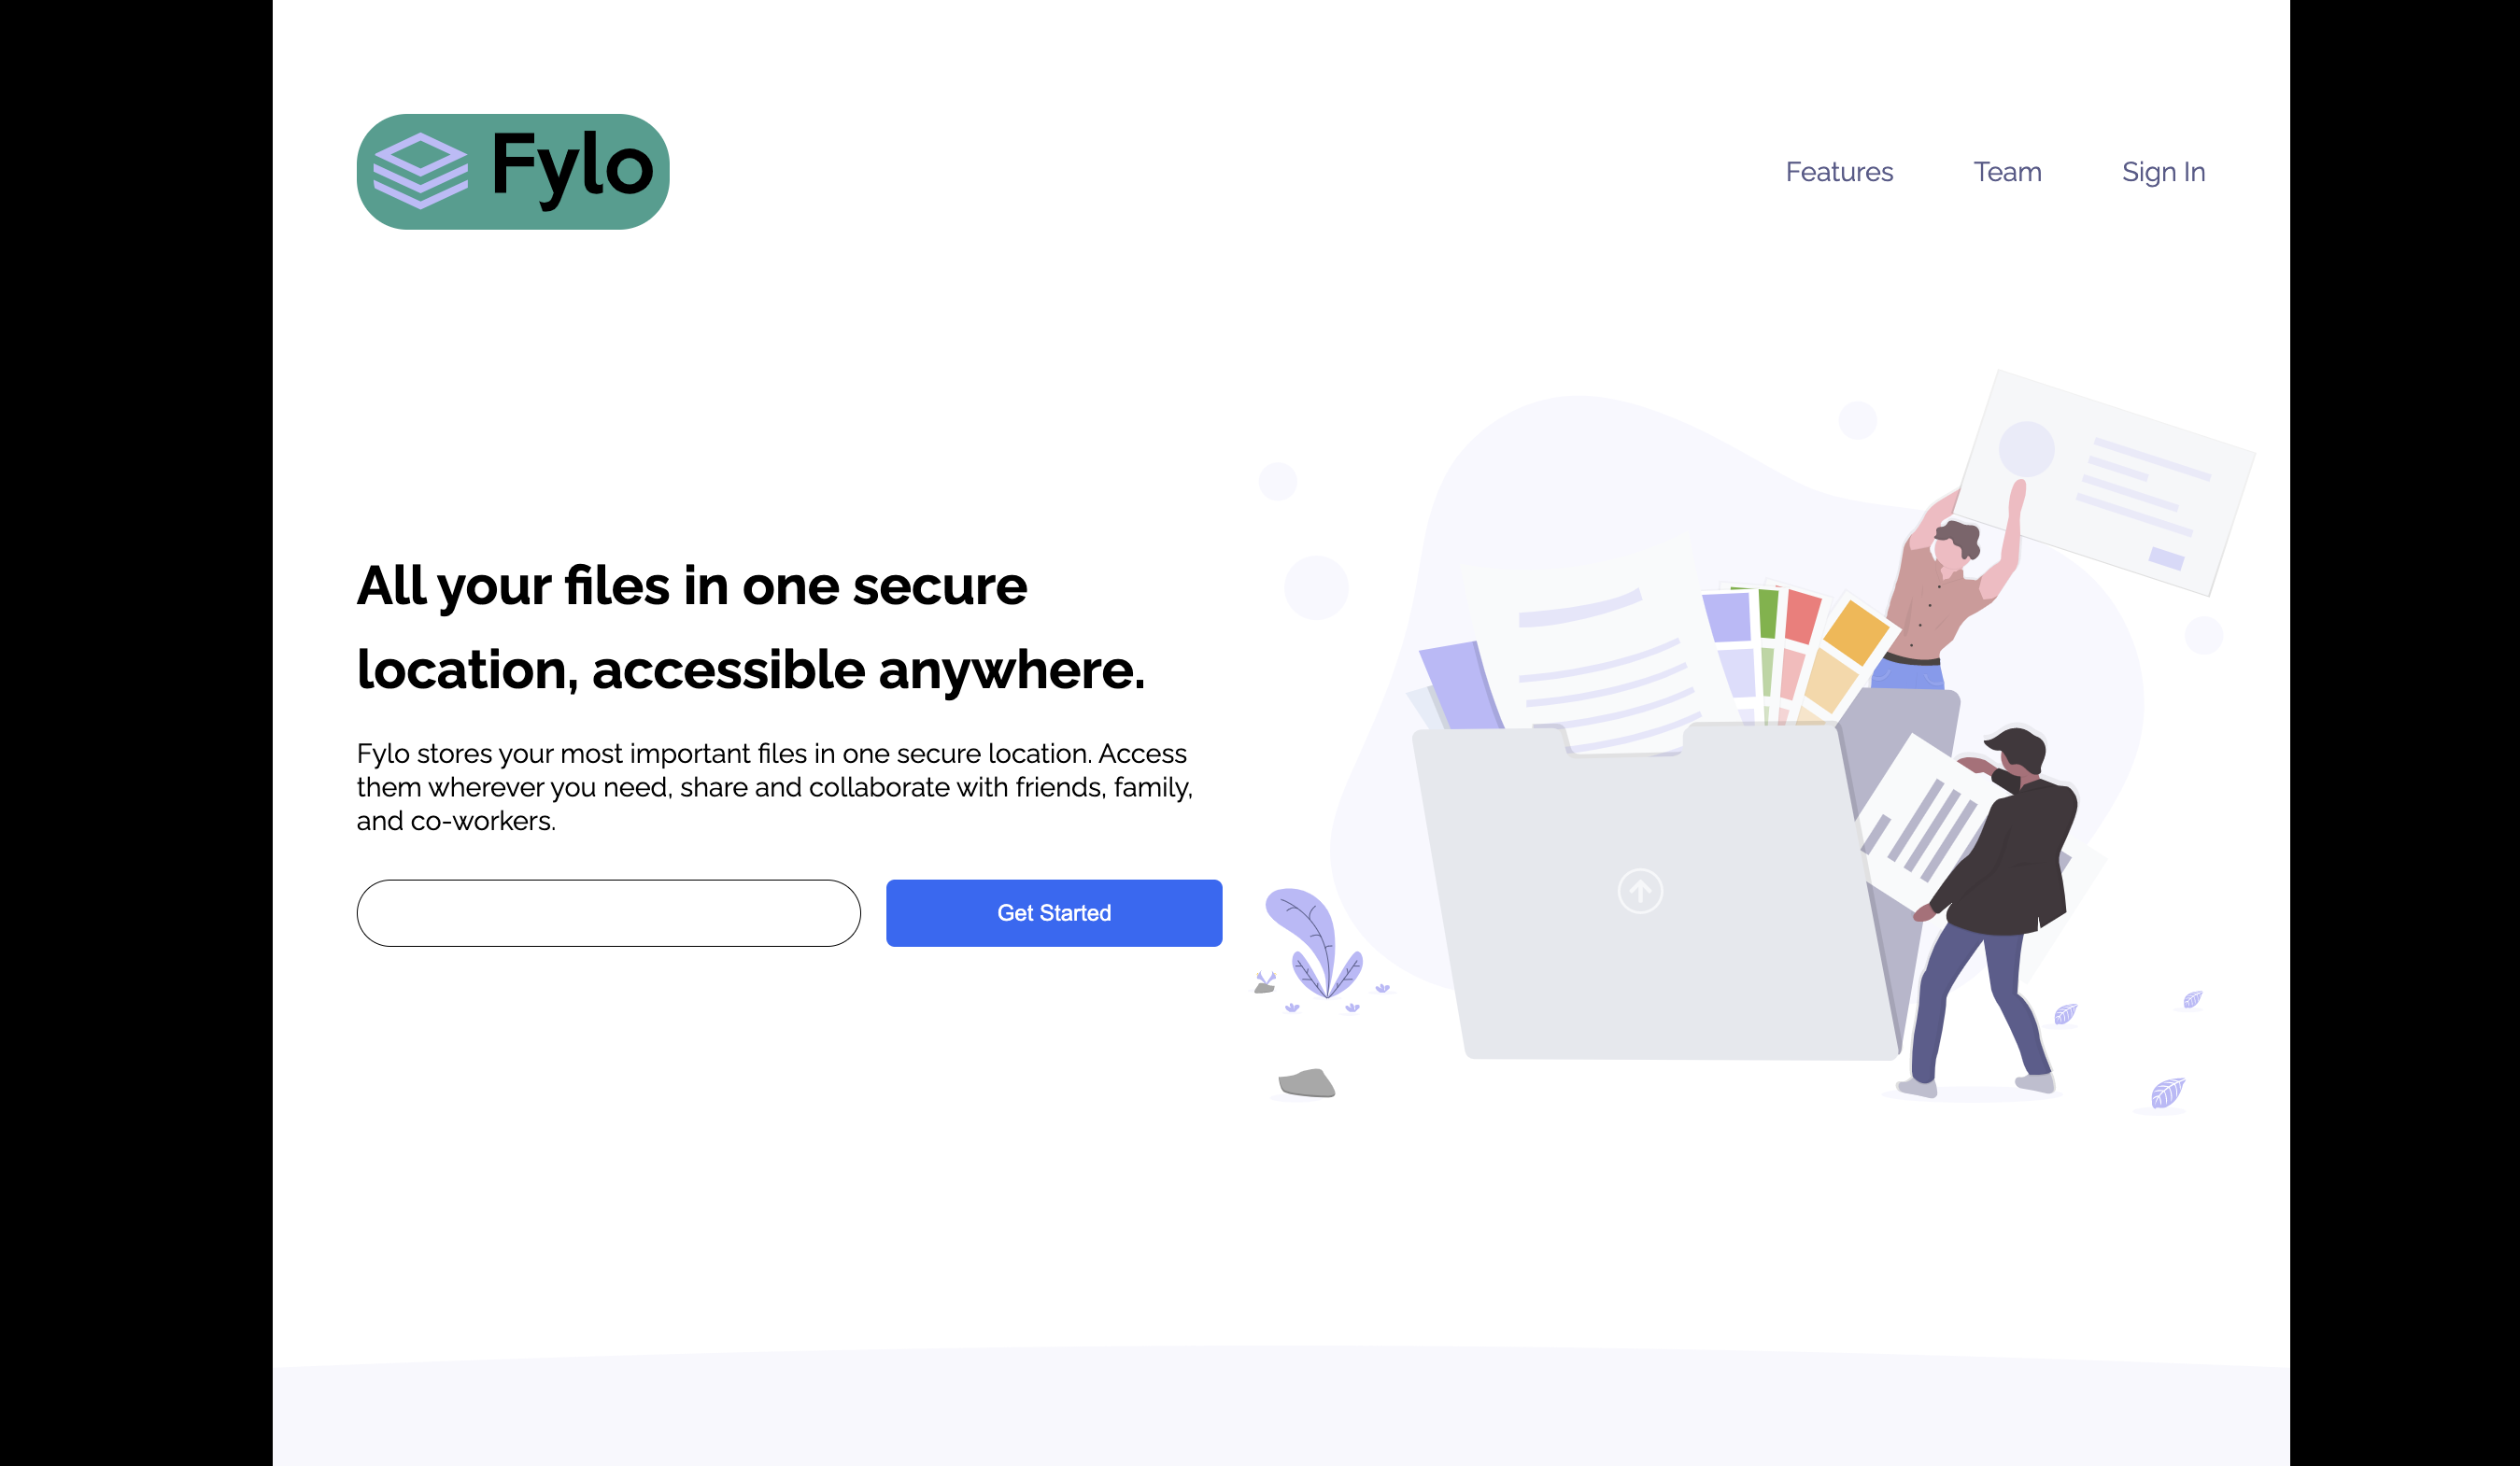 Fylo
Features
Team
Sign In
All your files in one secure
location, accessible anywhere.
Fylo stores your most important files in one secure location. Access
them wherever you need, share and collaborate with friends, family,
and co-workers.
Get Started